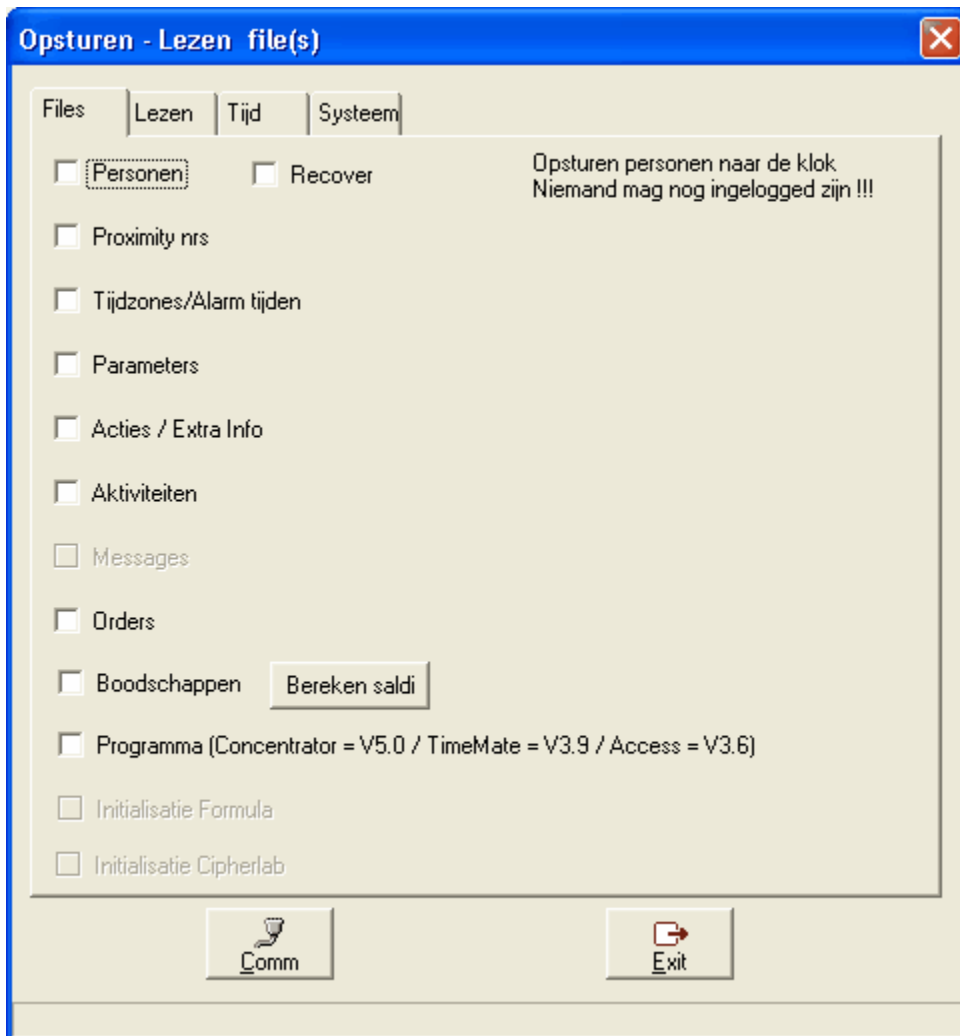 Opsturen - Lezen file(s)
Files Lezen Tijd Systeem
Personen Recover
Opsturen personen naar de klok
Niemand mag nog ingelogged zijn !!!
Proximity nrs
Tijdzones/Alarm tijden
Parameters
Acties / Extra Info
Aktiviteiten
Messages
Orders
Boodschappen Bereken saldi
Programma (Concentrator = V5.0 / TimeMate = V3.9 / Access = V3.6)
Initialisatie Formula
Initialisatie Cipherlab
Comm Exit